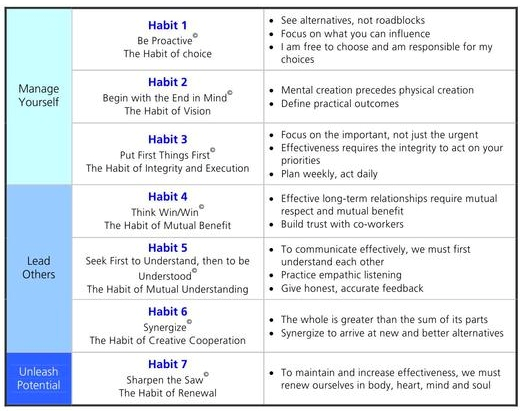 Manage
Yourself
Habit 1
Be Proactive©
The Habit of choice
• See alternatives, not roadblocks
• Focus on what you can influence
• I am free to choose and am responsible for my
choices
Habit 2
Begin with the End in Mind©
The Habit of Vision
• Mental creation precedes physical creation
• Define practical outcomes
Habit 3
Put First Things First©
The Habit of Integrity and Execution
• Focus on the important, not just the urgent
• Effectiveness requires the integrity to act on your
priorities
• Plan weekly, act daily
Lead
Others
Habit 4
Think Win/Win©
The Habit of Mutual Benefit
• Effective long-term relationships require mutual
respect and mutual benefit
• Build trust with co-workers
Habit 5
Seek First to Understand, then to be
Understood©
The Habit of Mutual Understanding
• To communicate effectively, we must first
understand each other
• Practice empathic listening
• Give honest, accurate feedback
Habit 6
Synergize©
The Habit of Creative Cooperation
• The whole is greater than the sum of its parts
• Synergize to arrive at new and better alternatives
Unleash
Potential
Habit 7
Sharpen the Saw©
The Habit of Renewal
• To maintain and increase effectiveness, we must
renew ourselves in body, heart, mind and soul